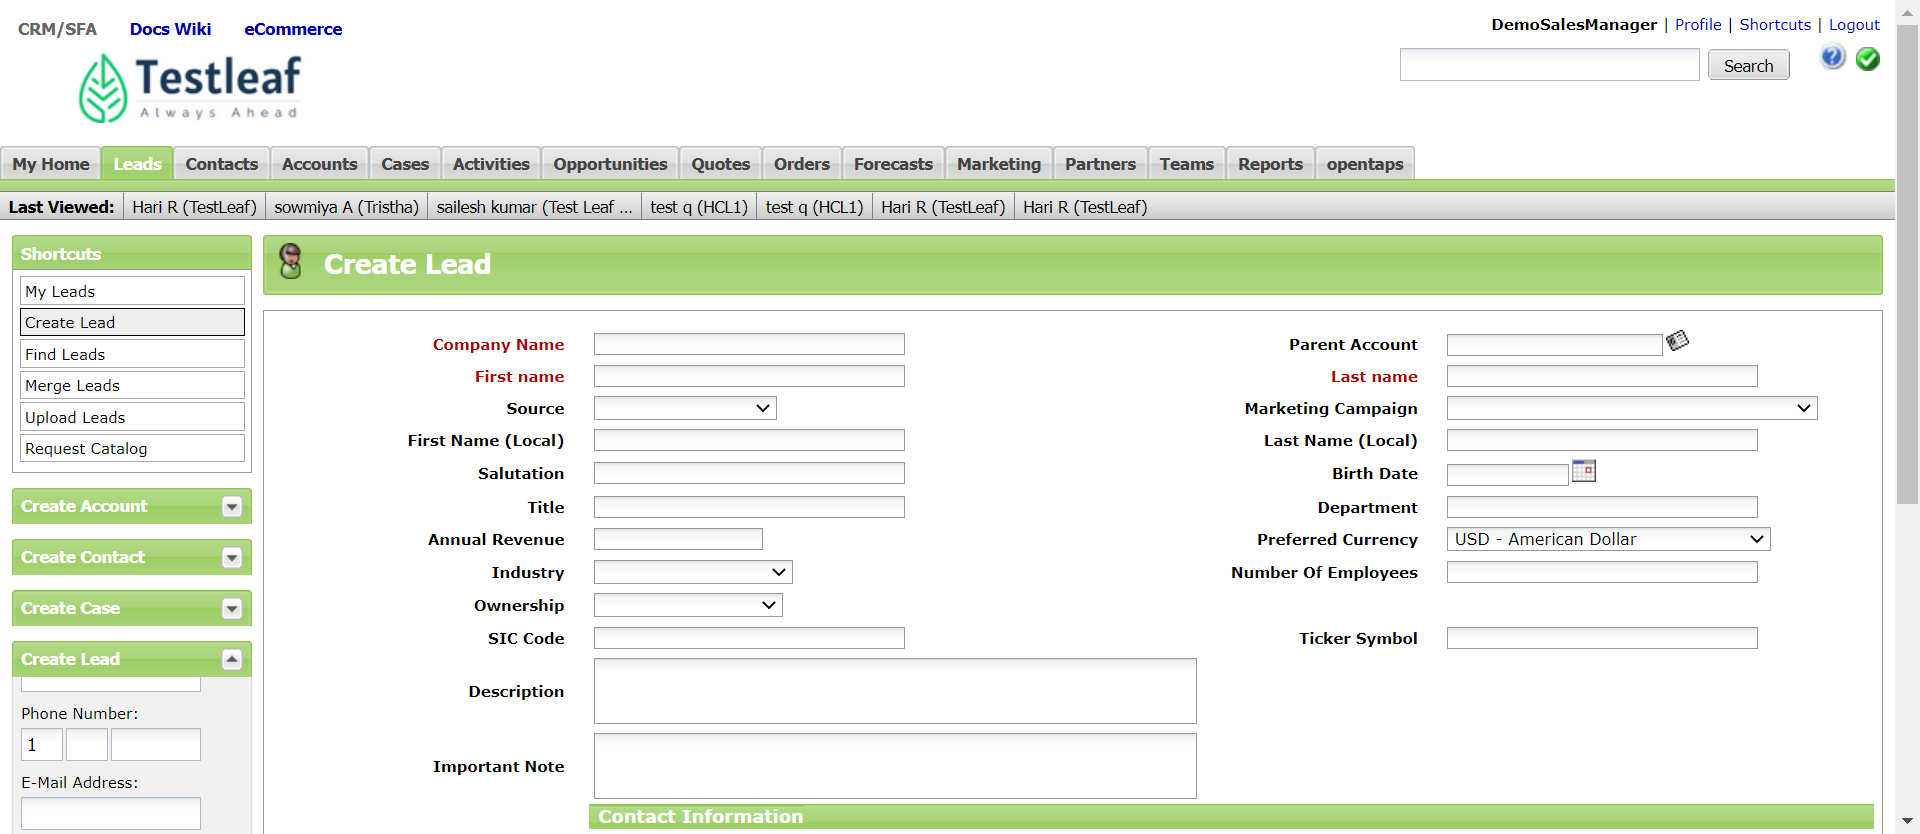 CRM/SFA Docs Wiki eCommerce
DemoSalesManager | Profile | Shortcuts | Logout
Search
Testleaf
Always Ahead
My Home Leads Contacts Accounts Cases Activities Opportunities Quotes Orders Forecasts Marketing Partners Teams Reports opentaps
Last Viewed: Hari R (TestLeaf) sowmiya A (Tristha) sailesh kumar (Test Leaf ... test q (HCL1) test q (HCL1) Hari R (TestLeaf) Hari R (TestLeaf)
Shortcuts
My Leads
Create Lead
Find Leads
Merge Leads
Upload Leads
Request Catalog
Create Account
Create Contact
Create Case
Create Lead
Phone Number:
1
E-Mail Address:
Create Lead
Company Name Parent Account
First name Last name
Source Marketing Campaign
First Name (Local) Last Name (Local)
Salutation Birth Date
Title Department
Annual Revenue Preferred Currency USD - American Dollar
Industry Number Of Employees
Ownership
SIC Code Ticker Symbol
Description
Important Note
Contact Information